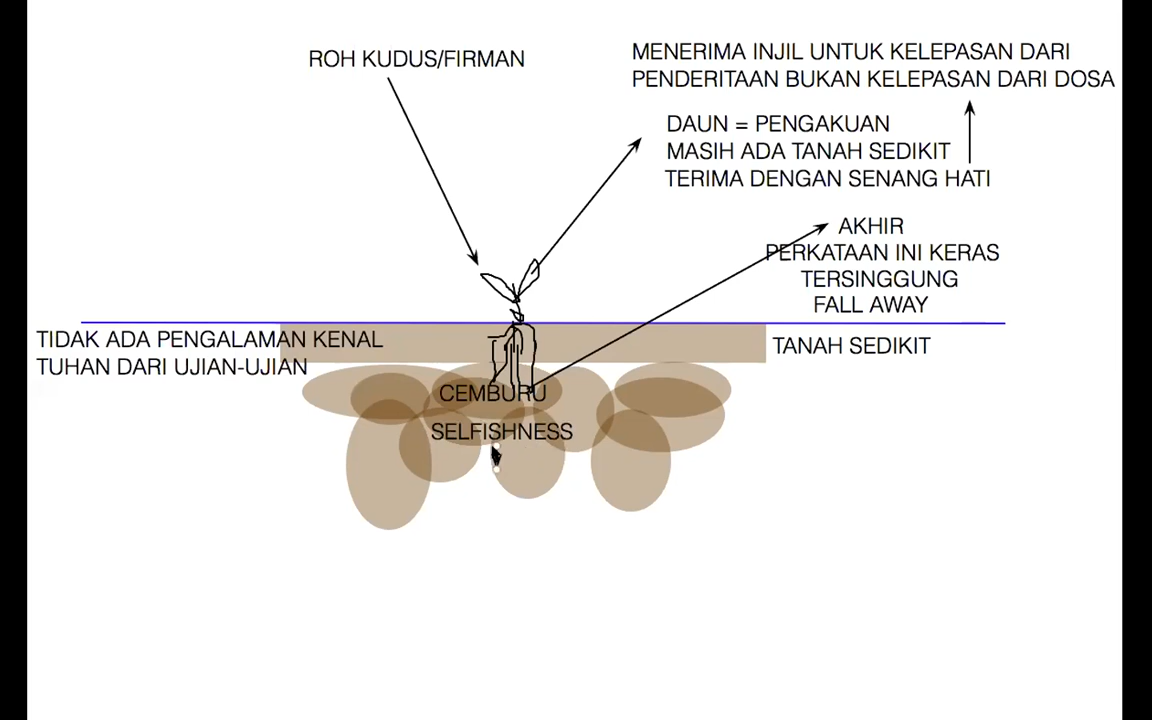 ROH KUDUS/FIRMAN
MENERIMA INJIL UNTUK KELEPASAN DARI
PENDERITAAN BUKAN KELEPASAN DARI DOSA
DAUN = PENGAKUAN
MASIH ADA TANAH SEDIKIT
TERIMA DENGAN SENANG HATI
AKHIR
PERKATAAN INI KERAS
TERSINGGUNG
FALL AWAY
TIDAK ADA PENGALAMAN KENAL
TUHAN DARI UJIAN-UJIAN
TANAH SEDIKIT
CEMBURU
SELFISHNESS